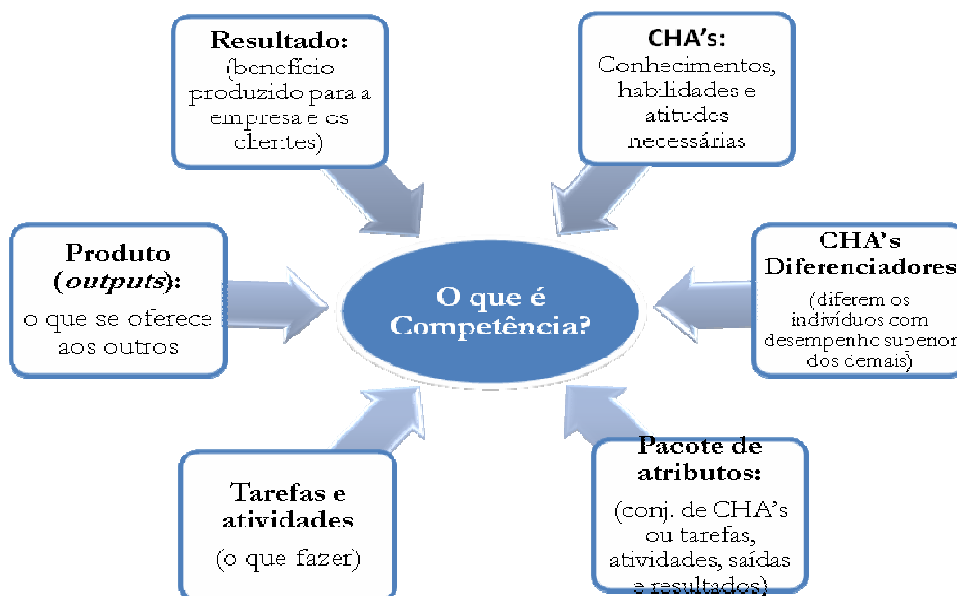 Resultado:
(benefício
produzido para a
empresa e os
clientes)
CHA's:
Conhecimentos,
habilidades e
atitudes
necessárias
Produto
(outputs):
o que se oferece
aos outros
O que é
Competência?
CHA's
Diferenciadores
(diferem os
indivíduos com
desempenho superior
dos demais)
Tarefas e
atividades
(o que fazer)
Pacote de
atributos:
(conj. de CHA's
ou tarefas,
atividades, saídas
e resultados)